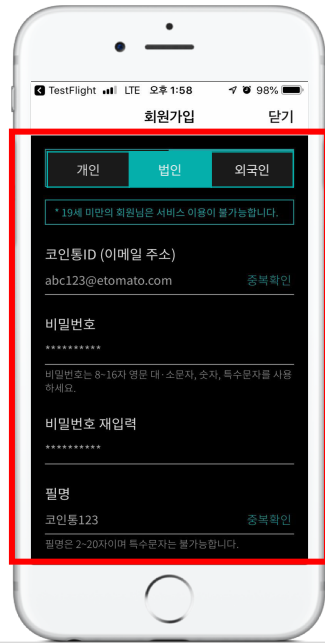 TestFlight LTE 오후 1:58 98%
회원가입 닫기
개인 법인 외국인
* 19세 미만의 회원님은 서비스 이용이 불가능합니다.
코인통ID (이메일 주소)
abc123@etomato.com 중복확인
비밀번호
**********
비밀번호는 8~16자 영문 대·소문자, 숫자, 특수문자를 사용
하세요.
비밀번호 재입력
**********
필명
코인통123 중복확인
필명은 2~20자이며 특수문자는 불가능합니다.